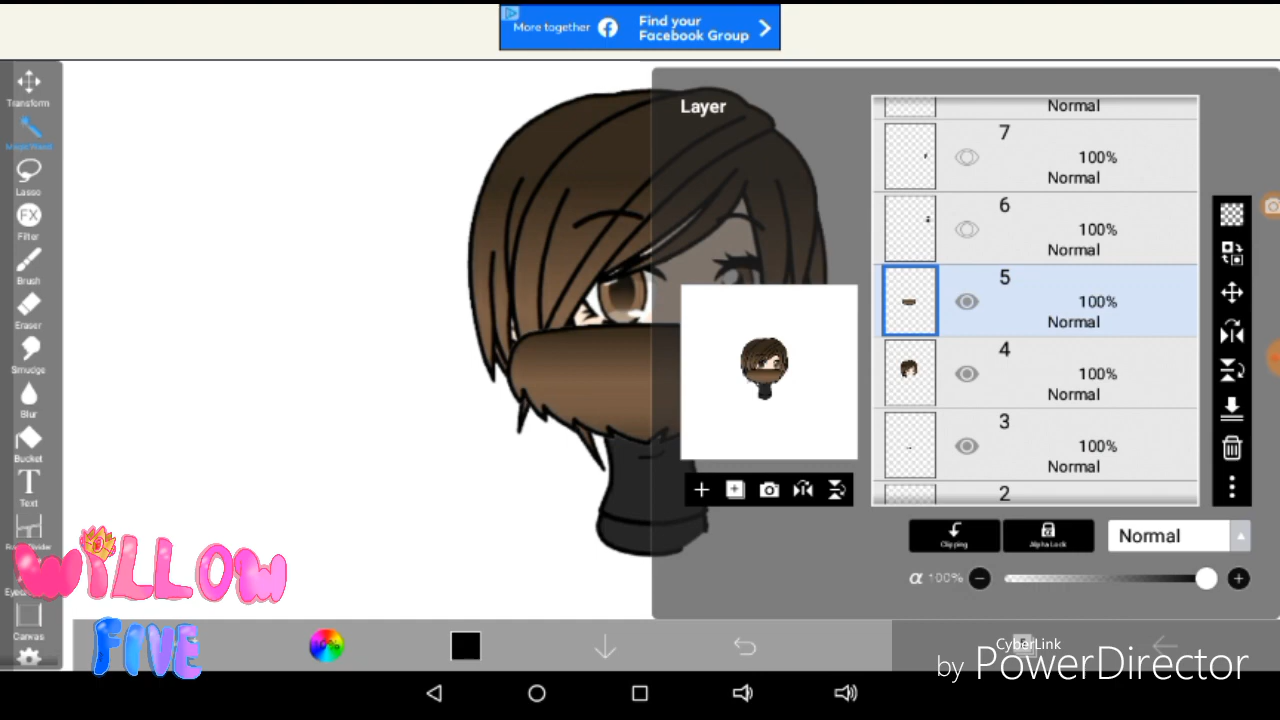 More together
Find your
Facebook Group
Transform
Magic Wand
Lasso
FX
Filter
Brush
Eraser
Smudge
Blur
Bucket
T
Text
Canvas
Layer
Normal
7
100%
Normal
6
100%
Normal
5
100%
Normal
4
100%
Normal
3
100%
Normal
2
Clipping
Alpha Lock
Normal
α 100%
WILLOW
FIVE
CyberLink
by PowerDirector